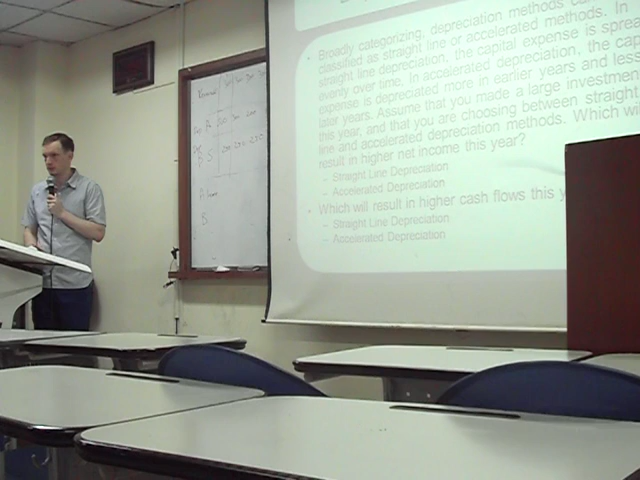 Broadly categorizing, depreciation methods ca
classified as straight line or accelerated methods. In
straight line depreciation, the capital expense is sprea
evenly over time. In accelerated depreciation, the cap
expense is depreciated more in earlier years and less
later years. Assume that you made a large investment
this year, and that you are choosing between straight
line and accelerated depreciation methods. Which will
result in higher net income this year?
– Straight Line Depreciation
– Accelerated Depreciation
Which will result in higher cash flows this y
– Straight Line Depreciation
– Accelerated Depreciation